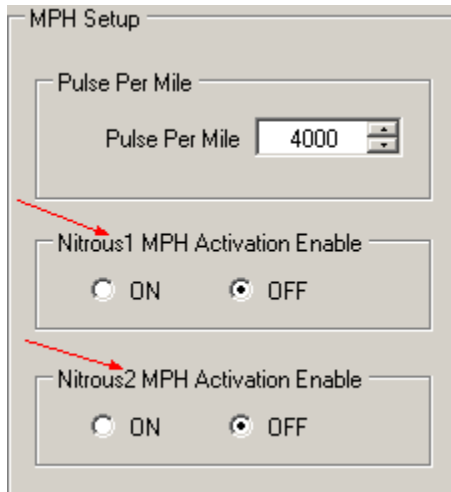 MPH Setup
Pulse Per Mile
Pulse Per Mile 4000
Nitrous1 MPH Activation Enable
ON OFF
Nitrous2 MPH Activation Enable
ON OFF